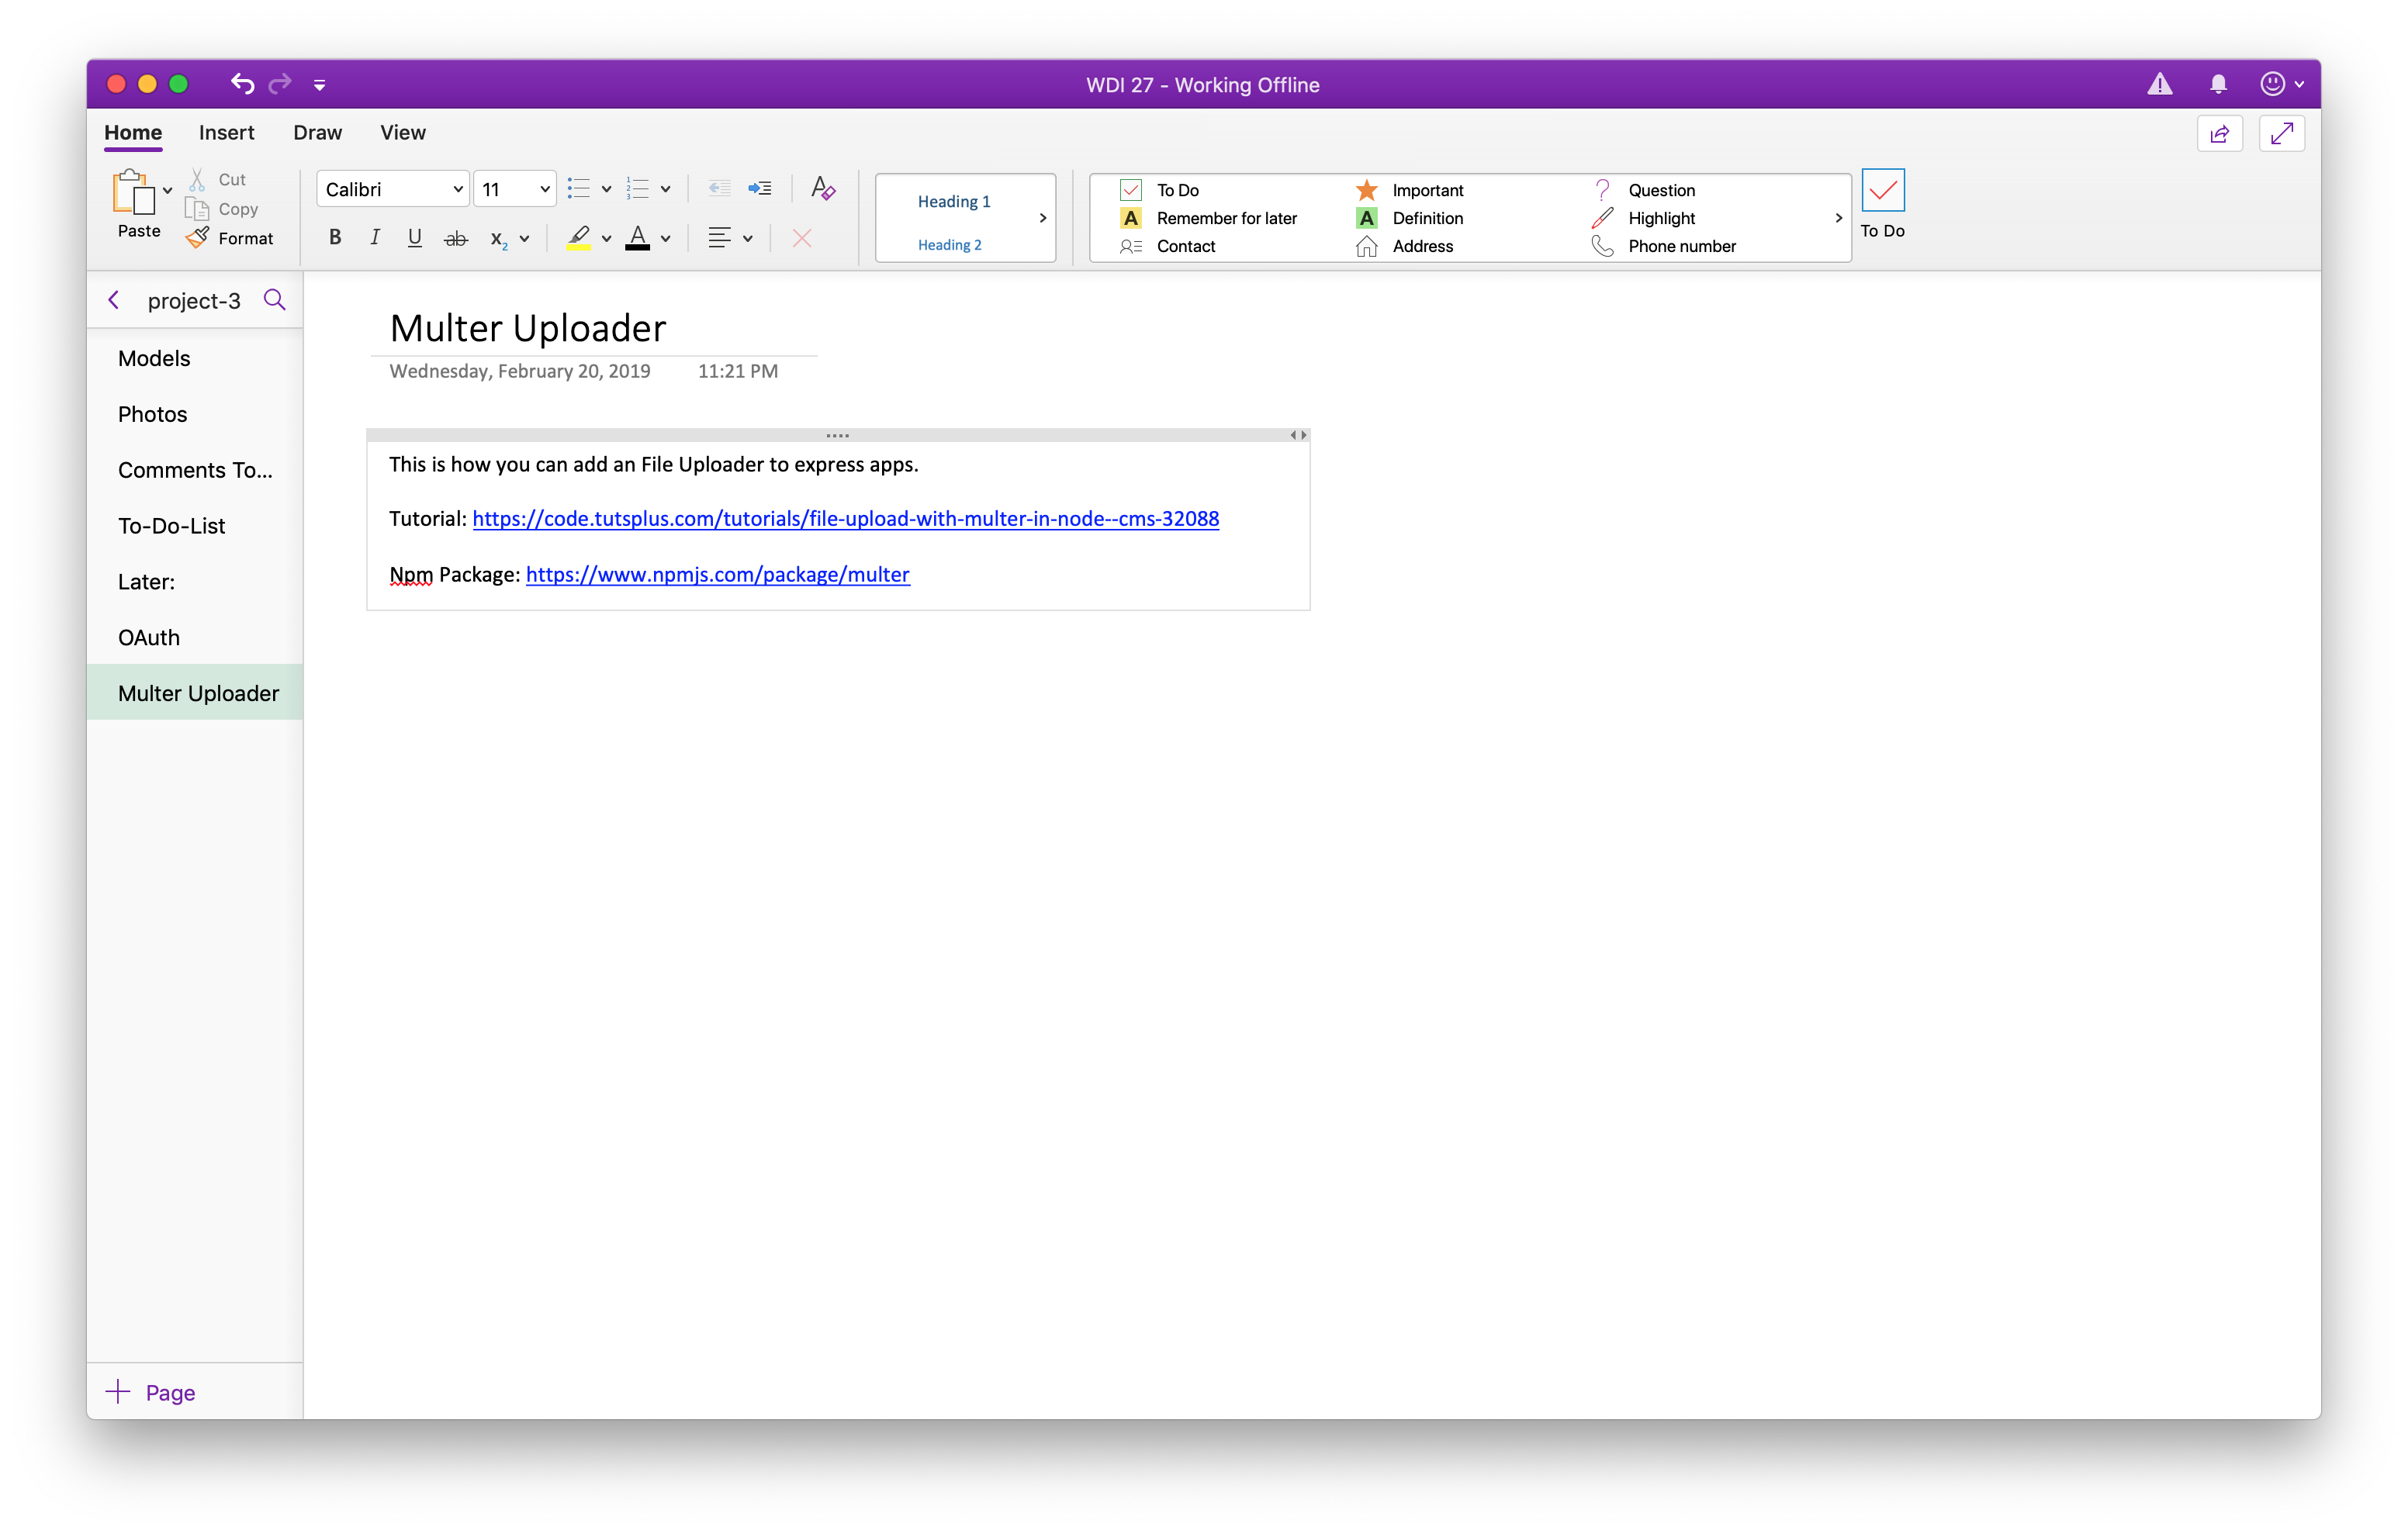 WDI 27 - Working Offline
Home Insert Draw View
Paste
Cut
Copy
Format
Calibri 11
B I U ab x2 A A
Heading 1
Heading 2
To Do Important Question
A Remember for later A Definition Highlight
Contact Address Phone number
To Do
project-3
Models
Photos
Comments To...
To-Do-List
Later:
OAuth
Multer Uploader
Page
Multer Uploader
Wednesday, February 20, 2019 11:21 PM
This is how you can add an File Uploader to express apps.
Tutorial: https://code.tutsplus.com/tutorials/file-upload-with-multer-in-node--cms-32088
Npm Package: https://www.npmjs.com/package/multer